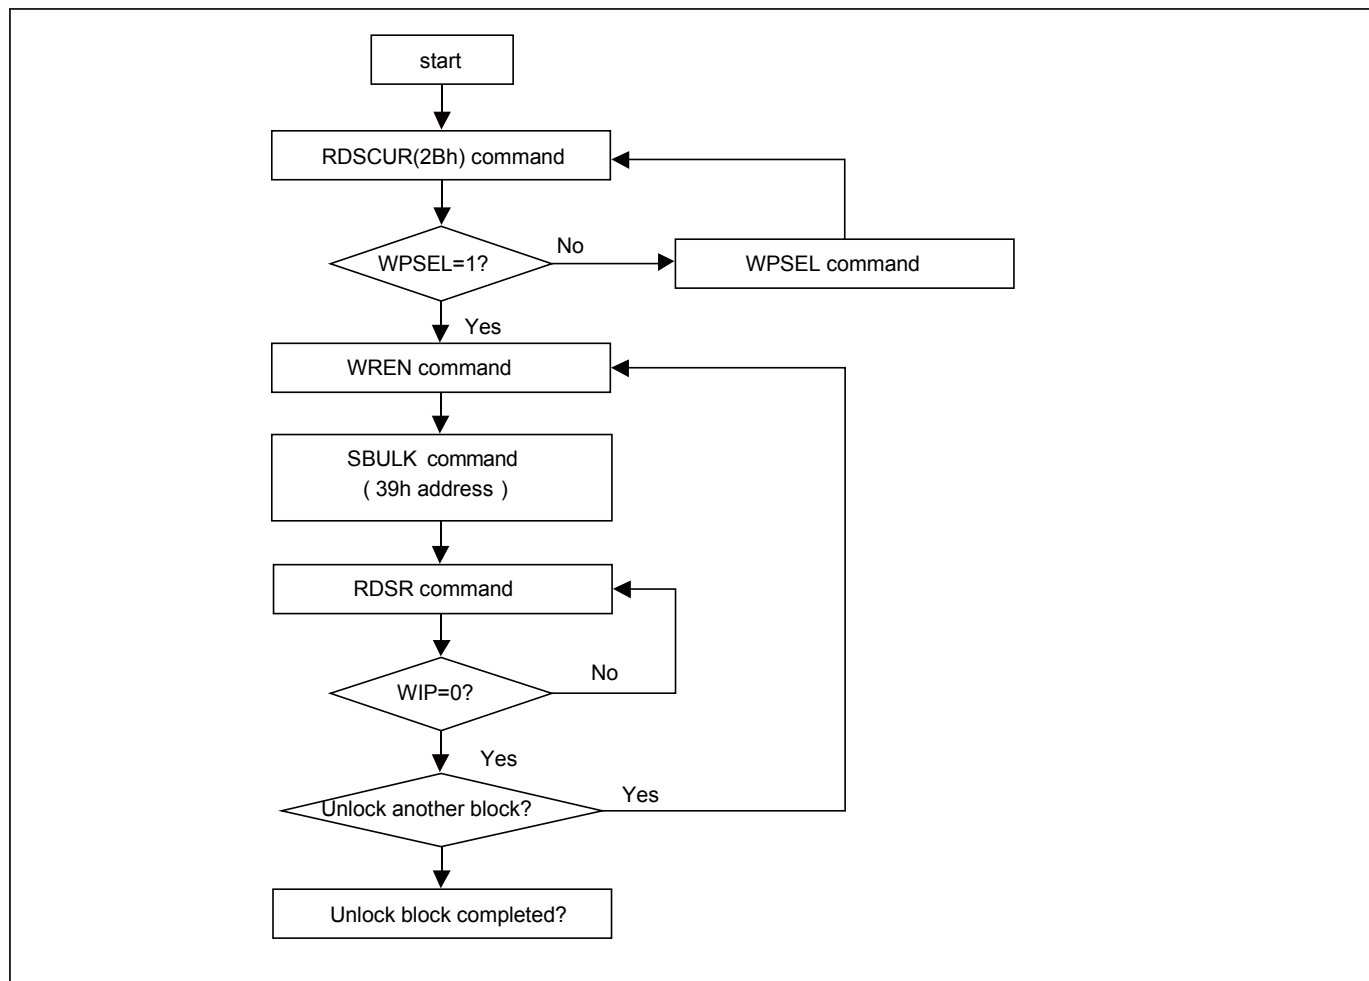 start
RDSCUR(2Bh) command
WPSEL=1?
No
WPSEL command
Yes
WREN command
SBULK command
( 39h address )
RDSR command
WIP=0?
No
Yes
Unlock another block?
Yes
Unlock block completed?